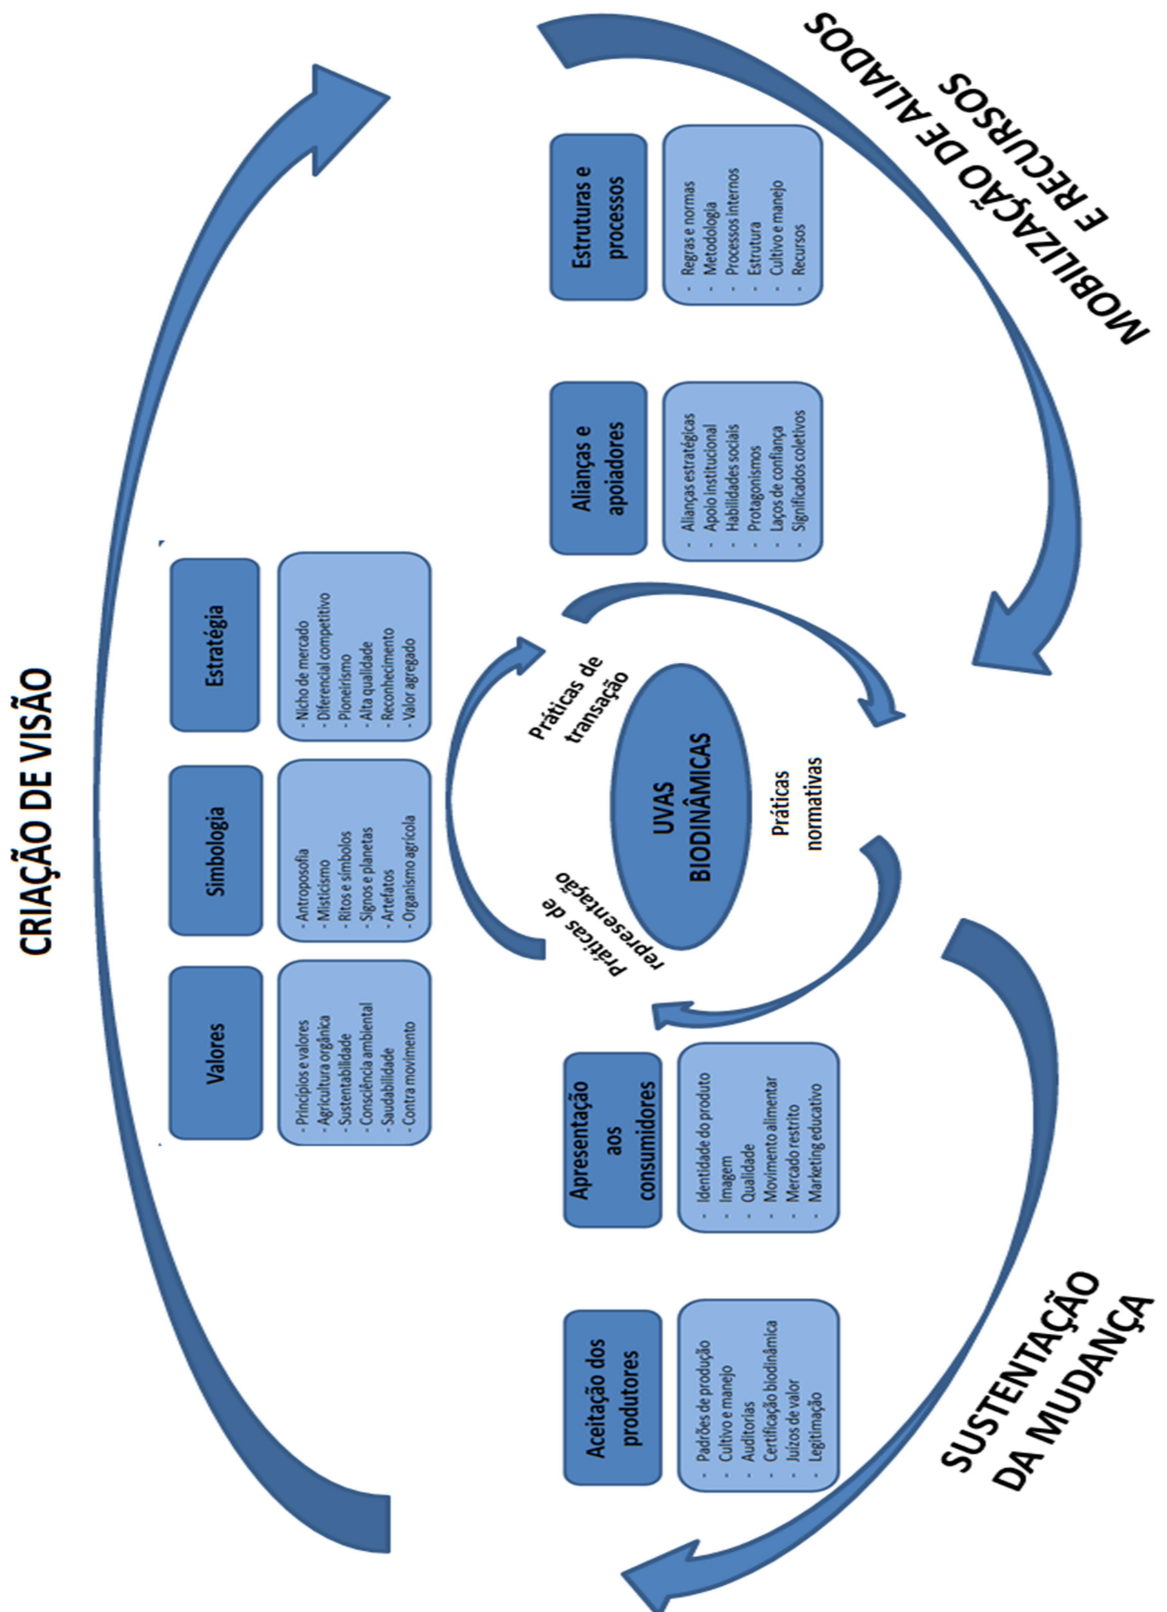 CRIAÇÃO DE VISÃO
Valores
- Princípios e valores
- Agricultura orgânica
- Sustentabilidade
- Consciência ambiental
- Saudabilidade
- Contra movimento
Simbologia
- Antroposofia
- Misticismo
- Ritos e símbolos
- Signos e planetas
- Artefatos
- Organismo agrícola
Estratégia
- Nicho de mercado
- Diferencial competitivo
- Pioneirismo
- Alta qualidade
- Reconhecimento
- Valor agregado
Aceitação dos
produtores
- Padrões de produção
- Cultivo e manejo
- Auditorias
- Certificação biodinâmica
- Juízos de valor
- Legitimação
Apresentação
aos
consumidores
- Identidade do produto
- Imagem
- Qualidade
- Movimento alimentar
- Mercado restrito
- Marketing educativo
Práticas de
representação
Práticas de
transação
UVAS
BIODINÂMICAS
Práticas
normativas
Alianças e
apoiadores
- Alianças estratégicas
- Apoio institucional
- Habilidades sociais
- Protagonismos
- Laços de confiança
- Significados coletivos
Estruturas e
processos
- Regras e normas
- Metodologia
- Processos internos
- Estrutura
- Cultivo e manejo
- Recursos
SUSTENTAÇÃO
DA MUDANÇA
MOBILIZAÇÃO DE ALIADOS
E RECURSOS